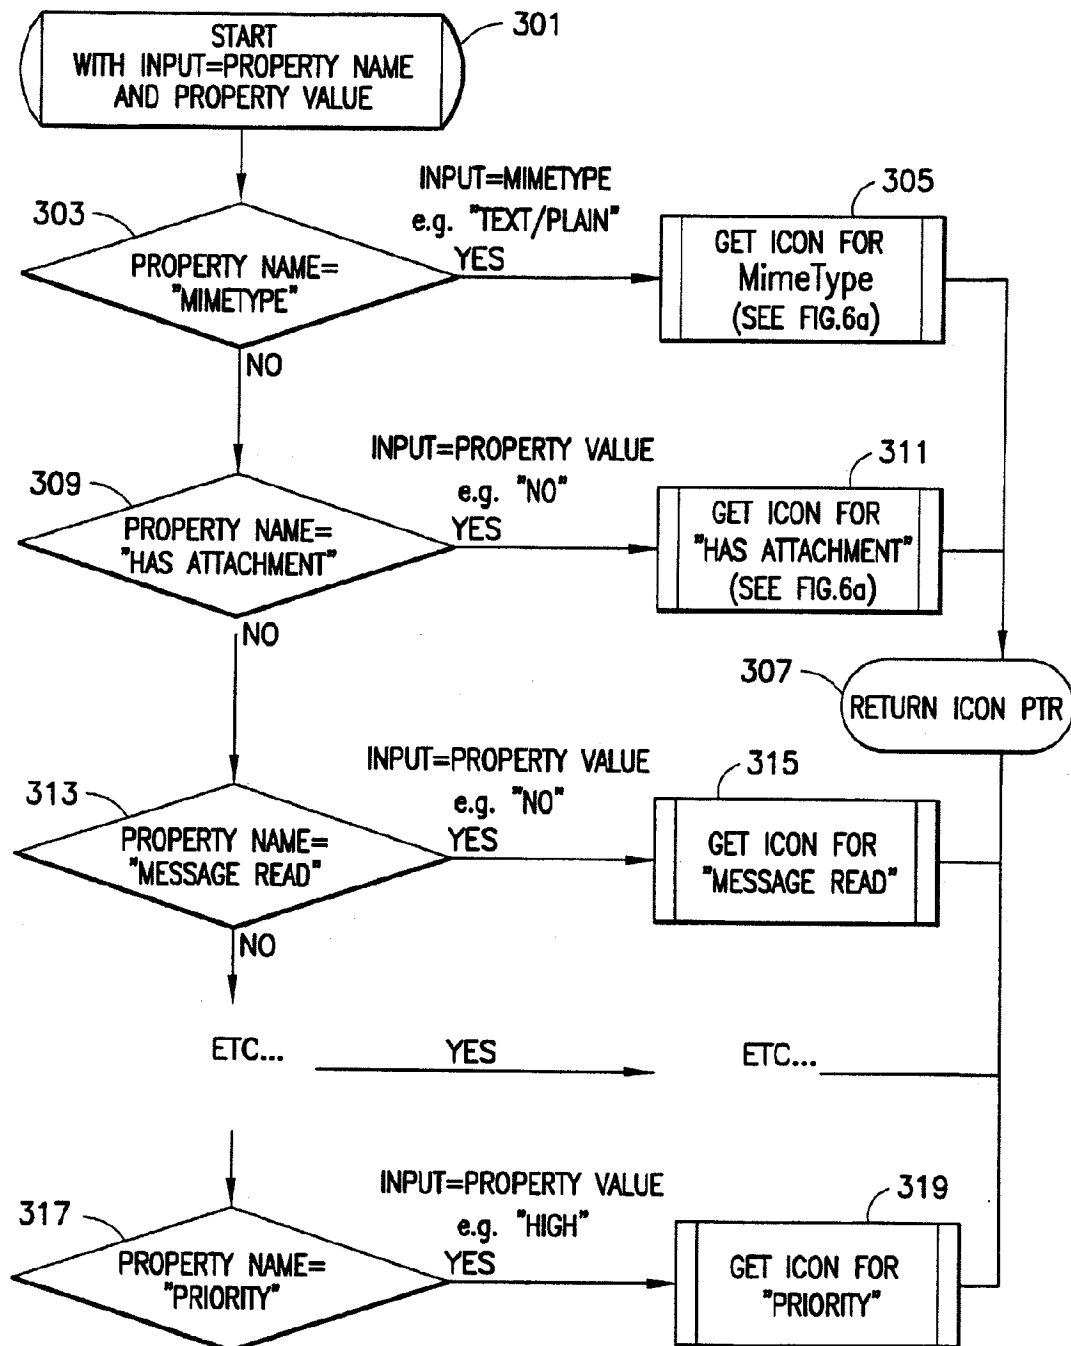 START
WITH INPUT=PROPERTY NAME
AND PROPERTY VALUE
301
INPUT=MIMETYPE
e.g. "TEXT/PLAIN"
303
PROPERTY NAME=
"MIMETYPE"
YES
NO
305
GET ICON FOR
MimeType
(SEE FIG.6a)
INPUT=PROPERTY VALUE
e.g. "NO"
309
PROPERTY NAME=
"HAS ATTACHMENT"
YES
NO
311
GET ICON FOR
"HAS ATTACHMENT"
(SEE FIG.6a)
307
RETURN ICON PTR
INPUT=PROPERTY VALUE
e.g. "NO"
313
PROPERTY NAME=
"MESSAGE READ"
YES
NO
315
GET ICON FOR
"MESSAGE READ"
ETC...
YES
ETC...
INPUT=PROPERTY VALUE
e.g. "HIGH"
317
PROPERTY NAME=
"PRIORITY"
YES
319
GET ICON FOR
"PRIORITY"